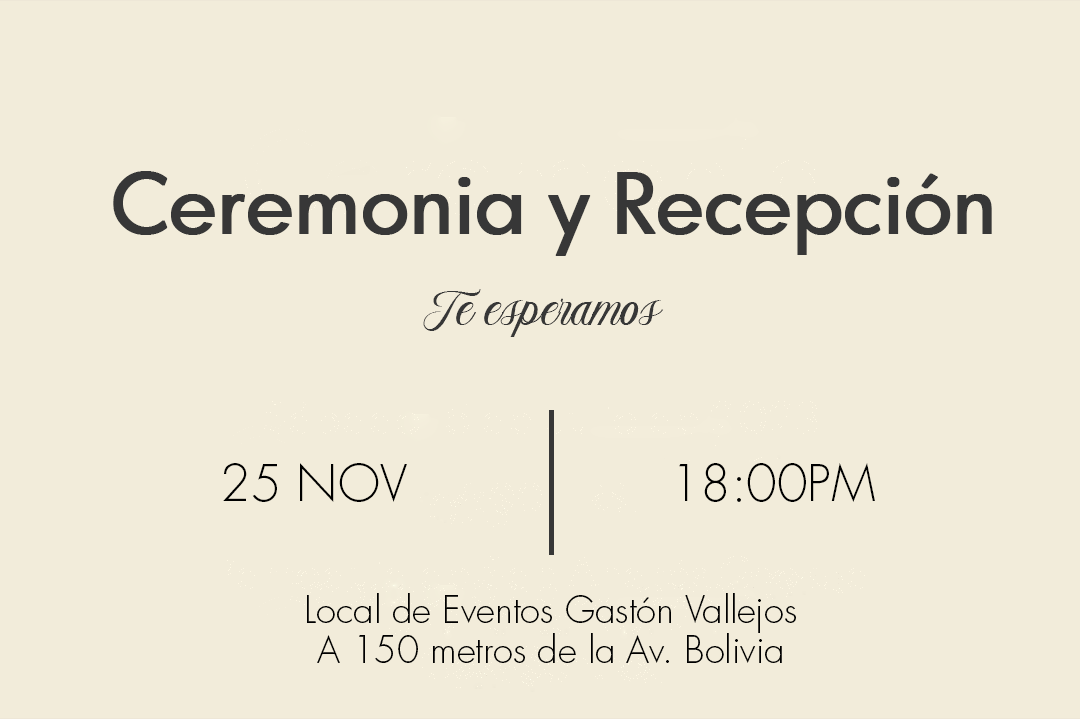 Ceremonia y Recepción
Te esperamos
25 NOV
18:00PM
Local de Eventos Gastón Vallejos
A 150 metros de la Av. Bolivia